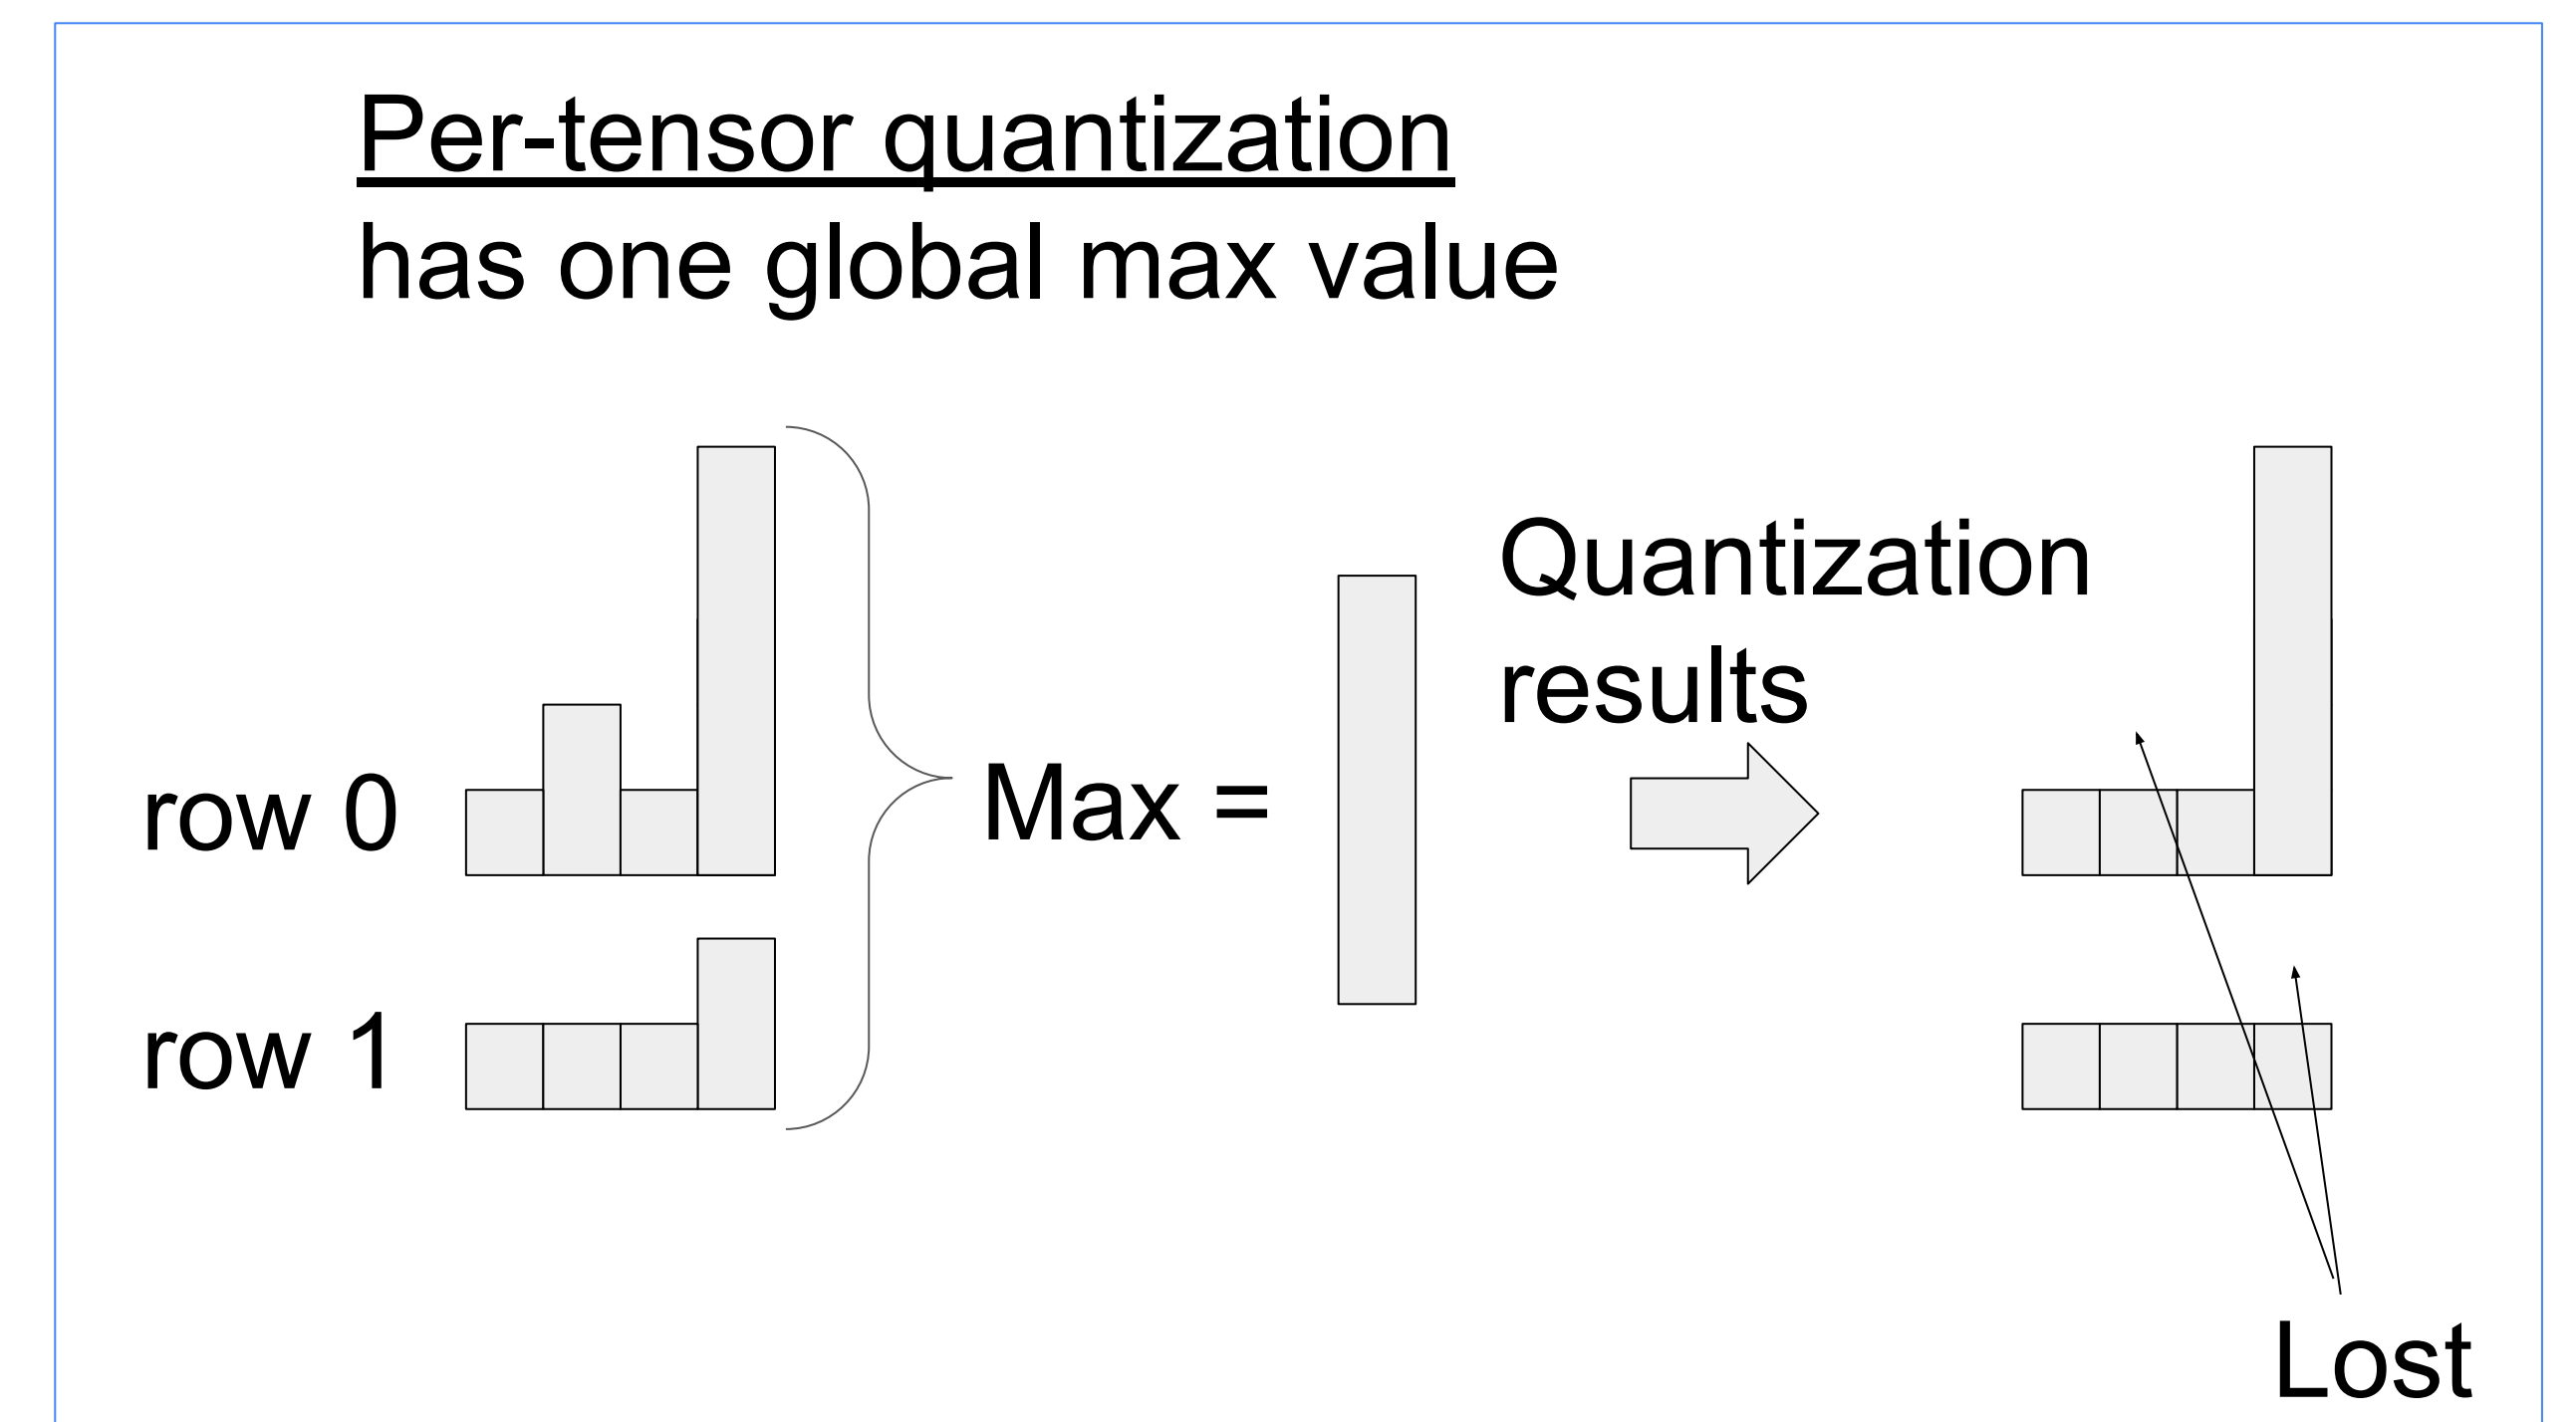 Per-tensor quantization
has one global max value
Quantization
results
row 0
Max =
row 1
Lost